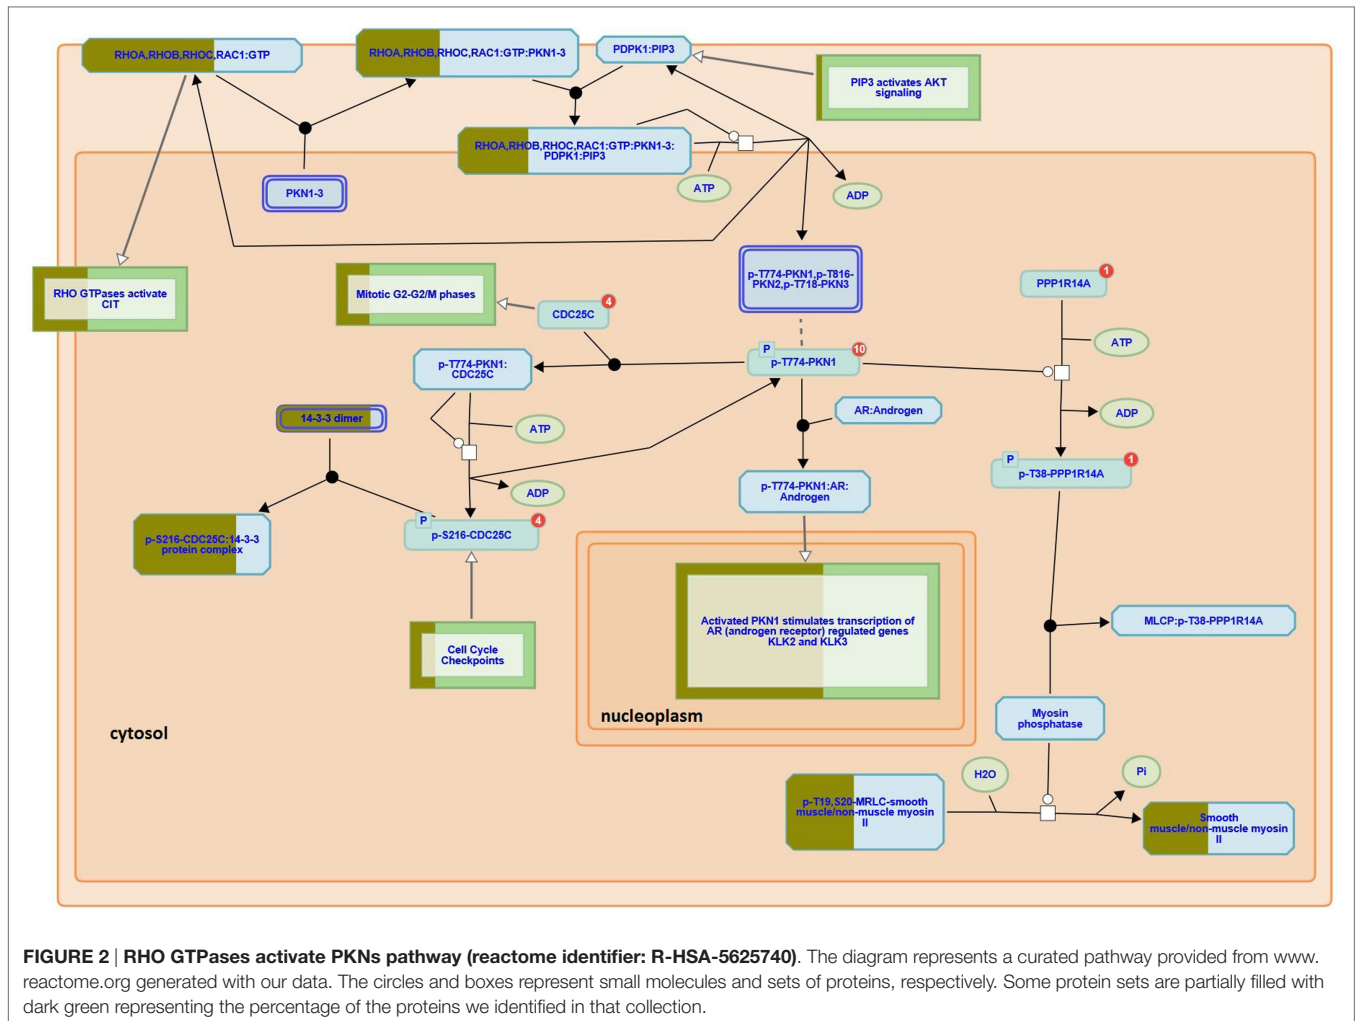 RHOA,RHOB,RHOC,RAC1:GTP
RHOA,RHOB,RHOC,RAC1:GTP:PKN1-3
PDPK1:PIP3
PIP3 activates AKT
signaling
RHOA,RHOB,RHOC,RAC1:GTP:PKN1-3:
PDPK1:PIP3
PKN1-3
ATP
ADP
RHO GTPases activate
CIT
Mitotic G2-G2/M phases
CDC25C
4
p-T774-PKN1,p-T816-
PKN2,p-T718-PKN3
PPP1R14A
1
ATP
p-T774-PKN1:
CDC25C
P
p-T774-PKN1
10
14-3-3 dimer
ATP
AR:Androgen
ADP
P
p-T38-PPP1R14A
1
ADP
p-T774-PKN1:AR:
Androgen
p-S216-CDC25C:14-3-3
protein complex
P
p-S216-CDC25C
4
Activated PKN1 stimulates transcription of
AR (androgen receptor) regulated genes
KLK2 and KLK3
MLCP:p-T38-PPP1R14A
Cell Cycle
Checkpoints
nucleoplasm
cytosol
Myosin
phosphatase
H2O
Pi
p-T19,S20-MRLC-smooth
muscle/non-muscle myosin
II
Smooth
muscle/non-muscle myosin
II
FIGURE 2 | RHO GTPases activate PKNs pathway (reactome identifier: R-HSA-5625740). The diagram represents a curated pathway provided from www.
reactome.org generated with our data. The circles and boxes represent small molecules and sets of proteins, respectively. Some protein sets are partially filled with
dark green representing the percentage of the proteins we identified in that collection.